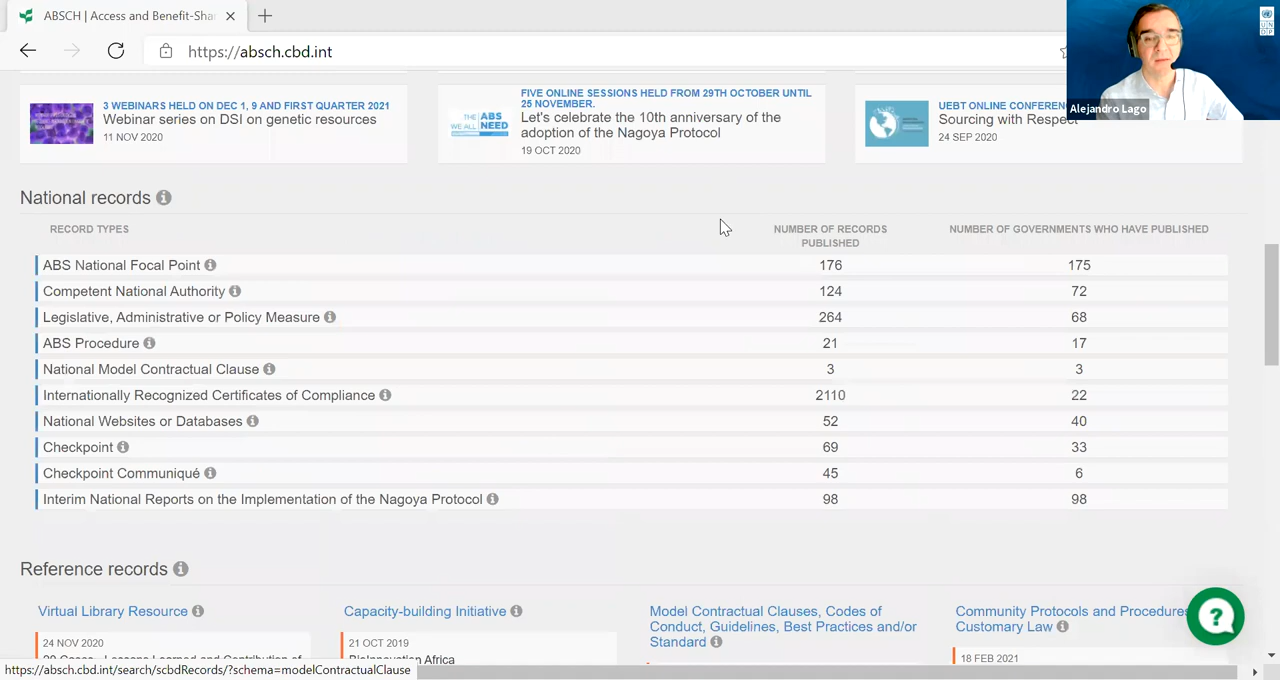 ABSCH | Access and Benefit-Sha
https://absch.cbd.int
UN
DP
Alejandro Lago
3 WEBINARS HELD ON DEC 1, 9 AND FIRST QUARTER 2021
Webinar series on DSI on genetic resources
11 NOV 2020
THE ABS
WE ALL NEED
FIVE ONLINE SESSIONS HELD FROM 29TH OCTOBER UNTIL
25 NOVEMBER.
Let's celebrate the 10th anniversary of the
adoption of the Nagoya Protocol
19 OCT 2020
UEBT ONLINE CONFEREN
Sourcing with Respect
24 SEP 2020
National records
RECORD TYPES
NUMBER OF RECORDS
PUBLISHED
NUMBER OF GOVERNMENTS WHO HAVE PUBLISHED
ABS National Focal Point 176 175
Competent National Authority 124 72
Legislative, Administrative or Policy Measure 264 68
ABS Procedure 21 17
National Model Contractual Clause 3 3
Internationally Recognized Certificates of Compliance 2110 22
National Websites or Databases 52 40
Checkpoint 69 33
Checkpoint Communiqué 45 6
Interim National Reports on the Implementation of the Nagoya Protocol 98 98
Reference records
Virtual Library Resource
24 NOV 2020
Capacity-building Initiative
21 OCT 2019
BioInnovation Africa
Model Contractual Clauses, Codes of
Conduct, Guidelines, Best Practices and/or
Standard
Community Protocols and Procedures
Customary Law
18 FEB 2021
?
https://absch.cbd.int/search/scbdRecords/?schema=modelContractualClause